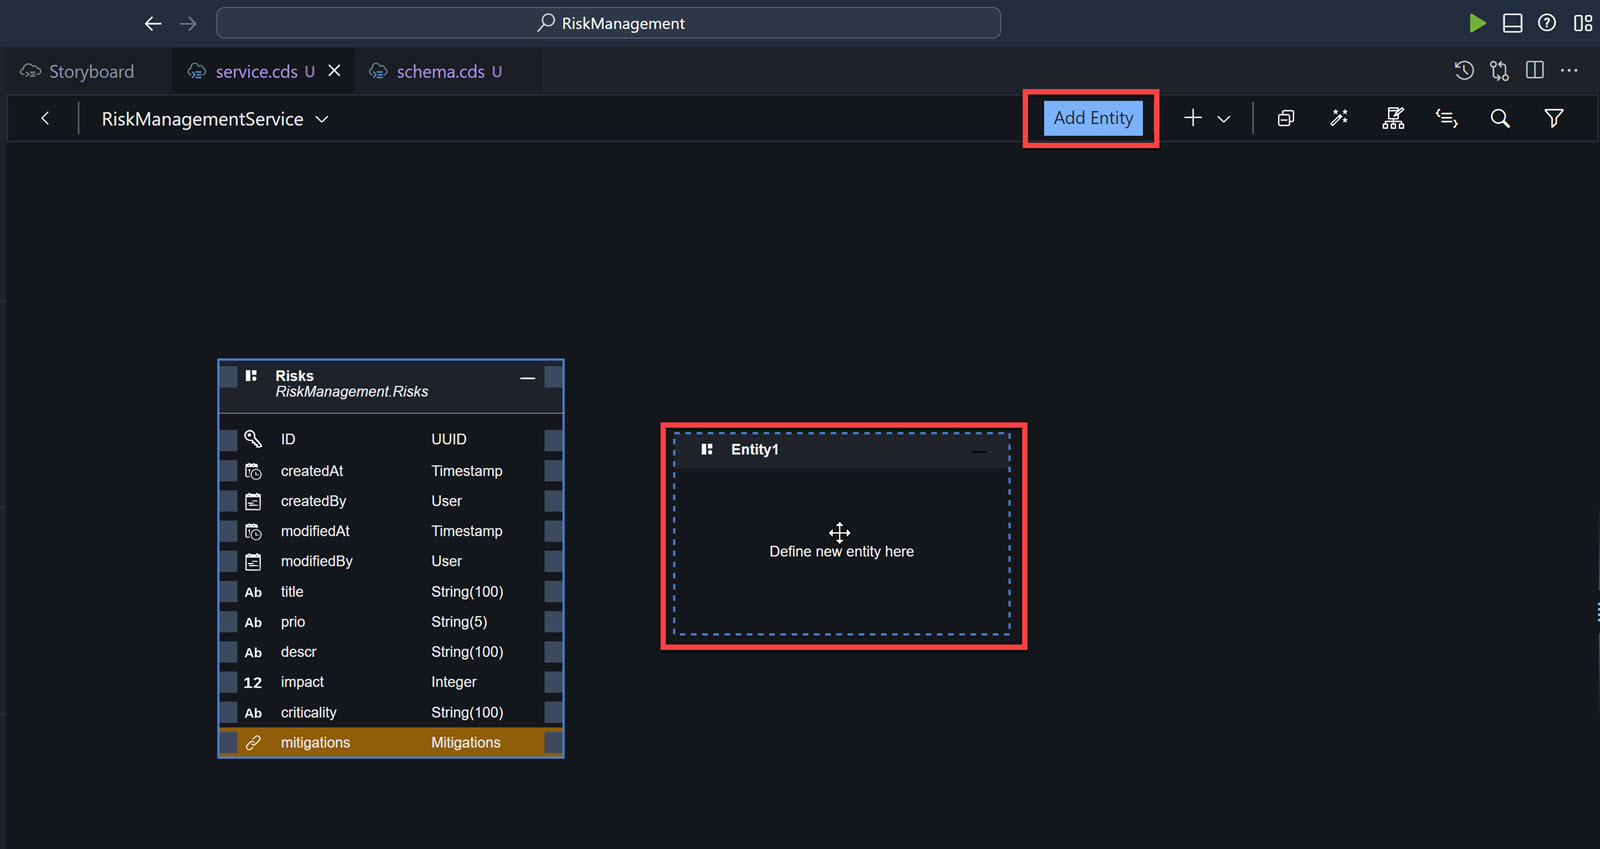 RiskManagement
Storyboard
service.cds U
schema.cds U
RiskManagementService
Add Entity
Risks
RiskManagement.Risks
ID UUID
createdAt Timestamp
createdBy User
modifiedAt Timestamp
modifiedBy User
Ab title String(100)
Ab prio String(5)
Ab descr String(100)
12 impact Integer
Ab criticality String(100)
mitigations Mitigations
Entity1
Define new entity here